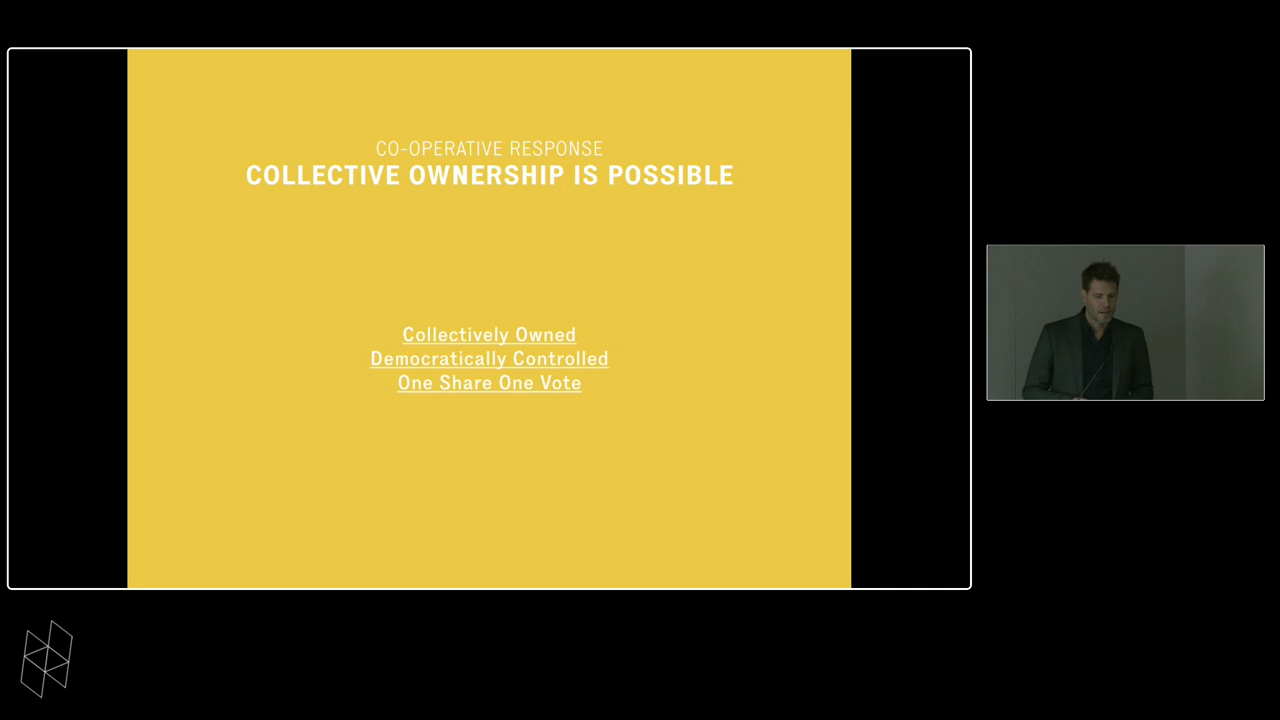 CO-OPERATIVE RESPONSE
COLLECTIVE OWNERSHIP IS POSSIBLE
Collectively Owned
Democratically Controlled
One Share One Vote